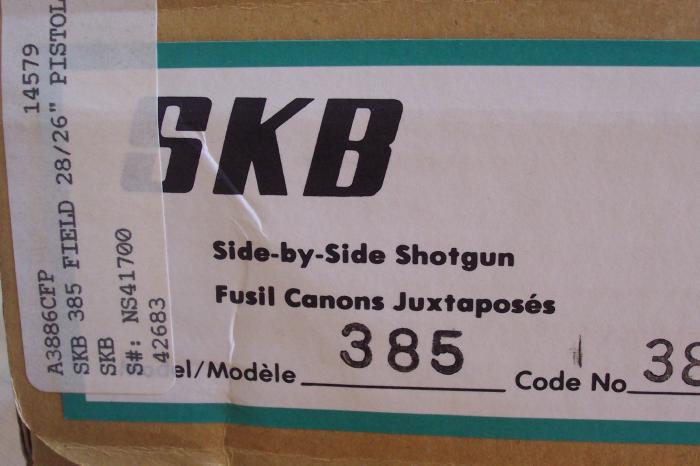 14579
A3886CFP
SKB 385 FIELD 28/26" PISTOL
SKB
S#: NS41700
42683
SKB
Side-by-Side Shotgun
Fusil Canons Juxtaposés
Model/Modèle 385 Code No 38